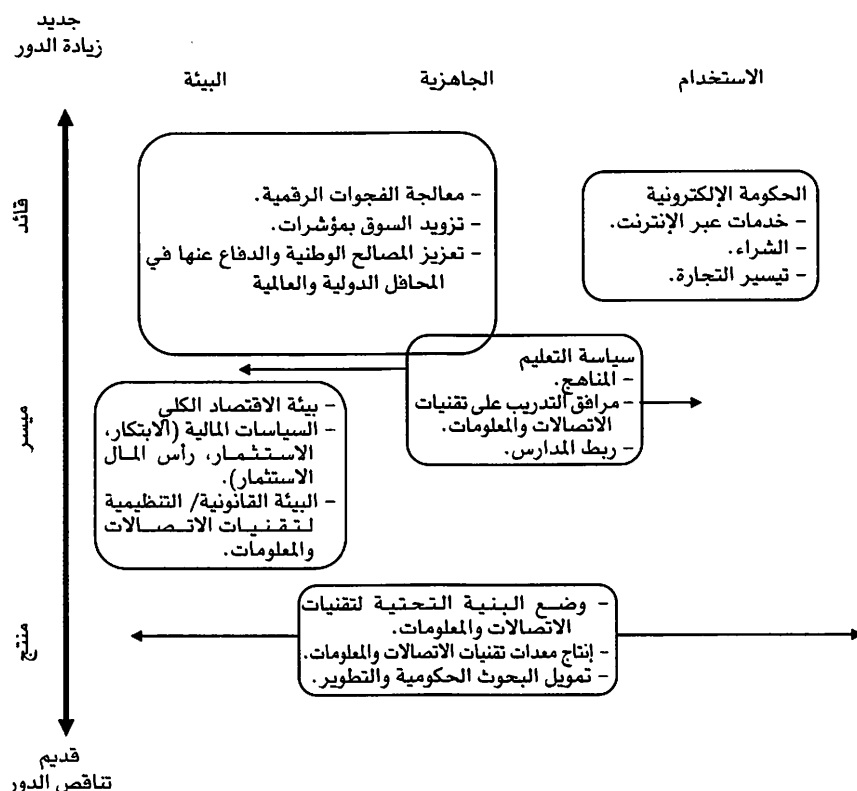 جديد
زيادة الدور
الاستخدام
الجاهزية
البيئة
قائد
الحكومة الإلكترونية
– خدمات عبر الإنترنت.
– الشراء.
– تيسير التجارة.
– معالجة الفجوات الرقمية.
– تزويد السوق بمؤشرات.
– تعزيز المصالح الوطنية والدفاع عنها في
المحافل الدولية والعالمية
ميسر
سياسة التعليم
– المناهج.
– مرافق التدريب على تقنيات
الاتصالات والمعلومات.
– ربط المدارس.
– بيئة الاقتصاد الكلي
– السياسات المالية (الابتكار،
الاستثمار، رأس المال
الاستثمار).
– البيئة القانونية/ التنظيمية
لتقنيات الاتصالات
والمعلومات.
منتج
– وضع البنية التحتية لتقنيات
الاتصالات والمعلومات.
– إنتاج معدات تقنيات الاتصالات والمعلومات.
– تمويل البحوث الحكومية والتطوير.
قديم
تناقص الدور